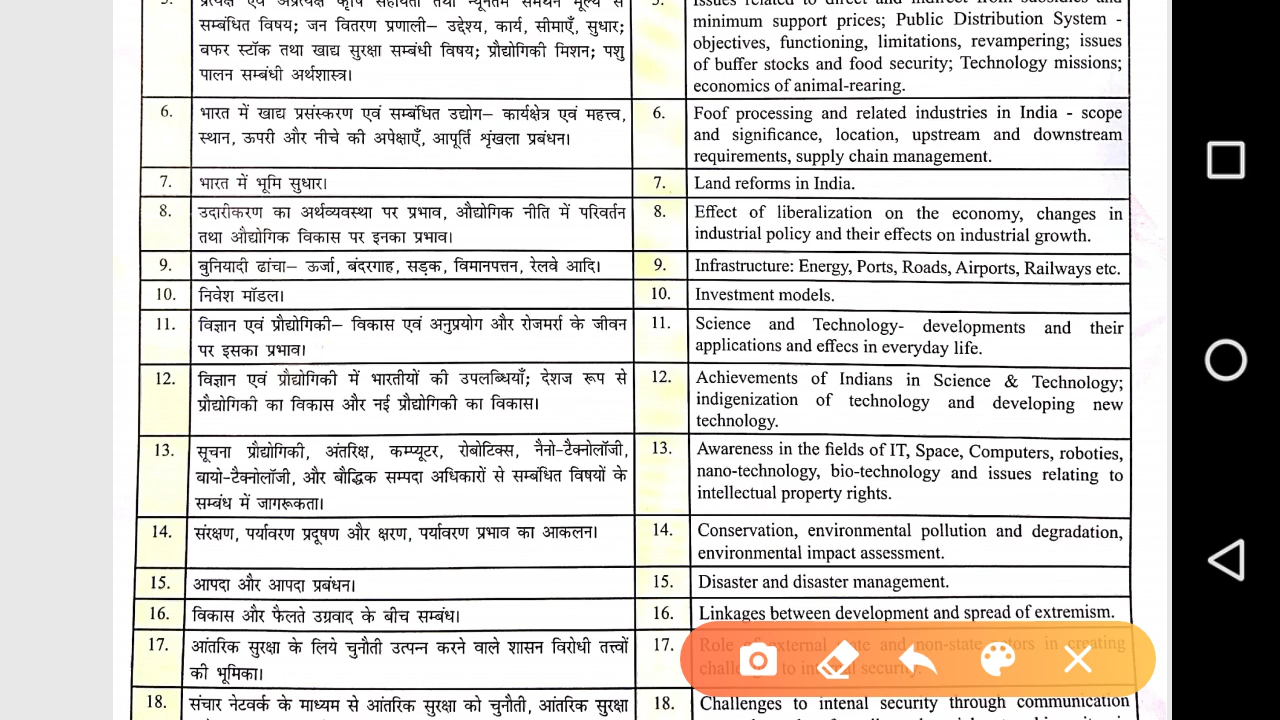 सम्बंधित विषय; जन वितरण प्रणाली– उद्देश्य, कार्य, सीमाएँ, सुधार;
बफर स्टॉक तथा खाद्य सुरक्षा सम्बंधी विषय; प्रौद्योगिकी मिशन; पशु
पालन सम्बंधी अर्थशास्त्र।
minimum support prices; Public Distribution System -
objectives, functioning, limitations, revampering; issues
of buffer stocks and food security; Technology missions;
economics of animal-rearing.
6. भारत में खाद्य प्रसंस्करण एवं सम्बंधित उद्योग– कार्यक्षेत्र एवं महत्त्व,
स्थान, ऊपरी और नीचे की अपेक्षाएँ, आपूर्ति शृंखला प्रबंधन।
6. Foof processing and related industries in India - scope
and significance, location, upstream and downstream
requirements, supply chain management.
7. भारत में भूमि सुधार।
7. Land reforms in India.
8. उदारीकरण का अर्थव्यवस्था पर प्रभाव, औद्योगिक नीति में परिवर्तन
तथा औद्योगिक विकास पर इनका प्रभाव।
8. Effect of liberalization on the economy, changes in
industrial policy and their effects on industrial growth.
9. बुनियादी ढांचा– ऊर्जा, बंदरगाह, सड़क, विमानपत्तन, रेलवे आदि।
9. Infrastructure: Energy, Ports, Roads, Airports, Railways etc.
10. निवेश मॉडल।
10. Investment models.
11. विज्ञान एवं प्रौद्योगिकी– विकास एवं अनुप्रयोग और रोजमर्रा के जीवन
पर इसका प्रभाव।
11. Science and Technology- developments and their
applications and effecs in everyday life.
12. विज्ञान एवं प्रौद्योगिकी में भारतीयों की उपलब्धियाँ; देशज रूप से
प्रौद्योगिकी का विकास और नई प्रौद्योगिकी का विकास।
12. Achievements of Indians in Science & Technology;
indigenization of technology and developing new
technology.
13. सूचना प्रौद्योगिकी, अंतरिक्ष, कम्प्यूटर, रोबोटिक्स, नैनो-टैक्नोलॉजी,
बायो-टैक्नोलॉजी, और बौद्धिक सम्पदा अधिकारों से सम्बंधित विषयों के
सम्बंध में जागरूकता।
13. Awareness in the fields of IT, Space, Computers, roboties,
nano-technology, bio-technology and issues relating to
intellectual property rights.
14. संरक्षण, पर्यावरण प्रदूषण और क्षरण, पर्यावरण प्रभाव का आकलन।
14. Conservation, environmental pollution and degradation,
environmental impact assessment.
15. आपदा और आपदा प्रबंधन।
15. Disaster and disaster management.
16. विकास और फैलते उग्रवाद के बीच सम्बंध।
16. Linkages between development and spread of extremism.
17. आंतरिक सुरक्षा के लिये चुनौती उत्पन्न करने वाले शासन विरोधी तत्त्वों
की भूमिका।
17. Role of external state and non-state actors in creating
challenges to internal security.
18. संचार नेटवर्क के माध्यम से आंतरिक सुरक्षा को चुनौती, आंतरिक सुरक्षा
18. Challenges to intenal security through communication